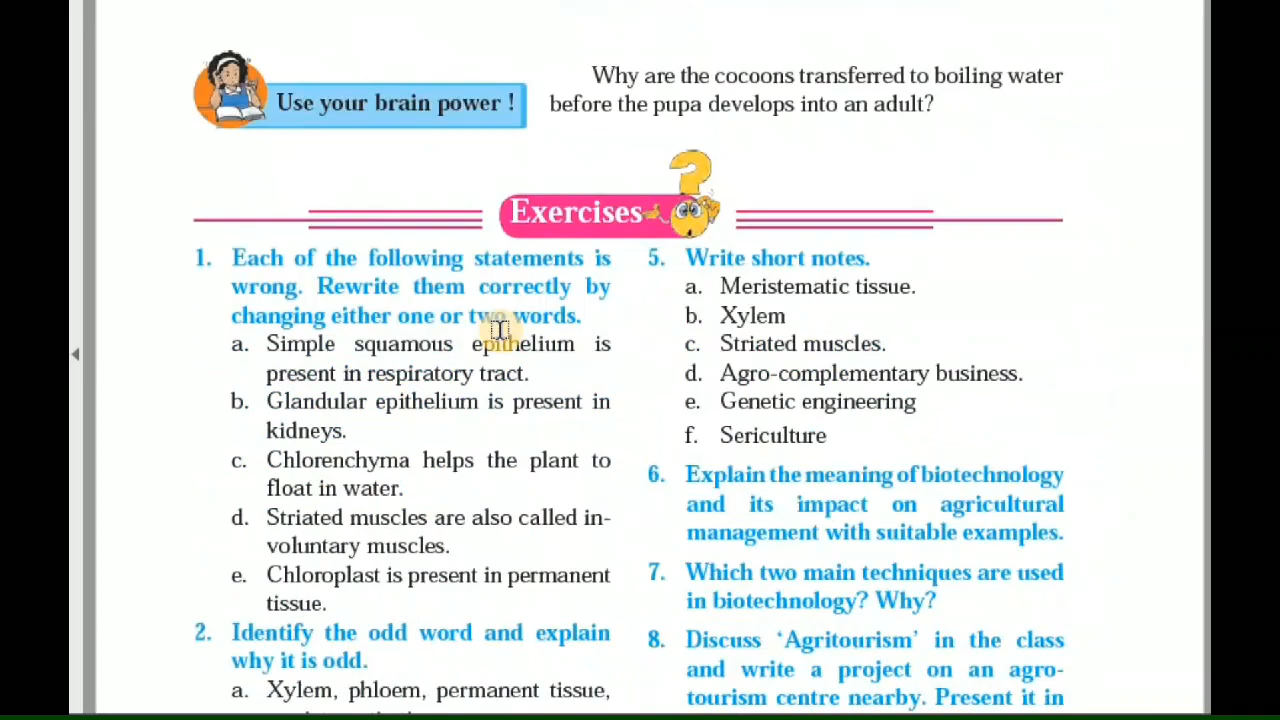 Why are the cocoons transferred to boiling water
before the pupa develops into an adult?
Use your brain power !
Exercises
1. Each of the following statements is
wrong. Rewrite them correctly by
changing either one or two words.
a. Simple squamous epithelium is
present in respiratory tract.
b. Glandular epithelium is present in
kidneys.
c. Chlorenchyma helps the plant to
float in water.
d. Striated muscles are also called in-
voluntary muscles.
e. Chloroplast is present in permanent
tissue.
2. Identify the odd word and explain
why it is odd.
a. Xylem, phloem, permanent tissue,
5. Write short notes.
a. Meristematic tissue.
b. Xylem
c. Striated muscles.
d. Agro-complementary business.
e. Genetic engineering
f. Sericulture
6. Explain the meaning of biotechnology
and its impact on agricultural
management with suitable examples.
7. Which two main techniques are used
in biotechnology? Why?
8. Discuss ‘Agritourism’ in the class
and write a project on an agro-
tourism centre nearby. Present it in